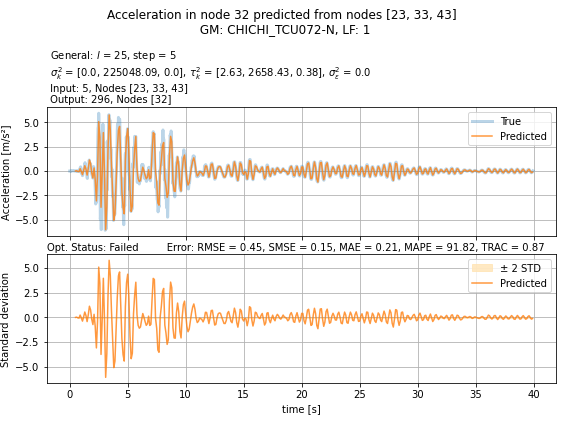 Acceleration in node 32 predicted from nodes [23, 33, 43]
GM: CHICHI_TCU072-N, LF: 1
General: l = 25, step = 5
σ²ₖ = [0.0, 225048.09, 0.0], τ²ₖ = [2.63, 2658.43, 0.38], σ²ε = 0.0
Input: 5, Nodes [23, 33, 43]
Output: 296, Nodes [32]
Acceleration [m/s²]
5.0
2.5
0.0
−2.5
−5.0
True
Predicted
Opt. Status: Failed Error: RMSE = 0.45, SMSE = 0.15, MAE = 0.21, MAPE = 91.82, TRAC = 0.87
Standard deviation
5.0
2.5
0.0
−2.5
−5.0
± 2 STD
Predicted
0 5 10 15 20 25 30 35 40
time [s]